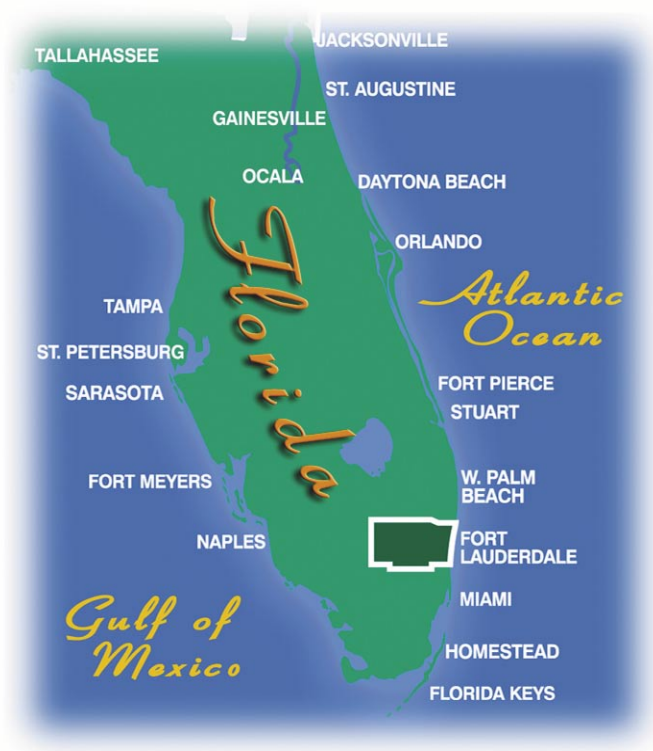 JACKSONVILLE
TALLAHASSEE
ST. AUGUSTINE
GAINESVILLE
OCALA
DAYTONA BEACH
Florida
ORLANDO
Atlantic
Ocean
TAMPA
ST. PETERSBURG
SARASOTA
FORT PIERCE
STUART
FORT MEYERS
W. PALM
BEACH
NAPLES
FORT
LAUDERDALE
MIAMI
Gulf of
Mexico
HOMESTEAD
FLORIDA KEYS